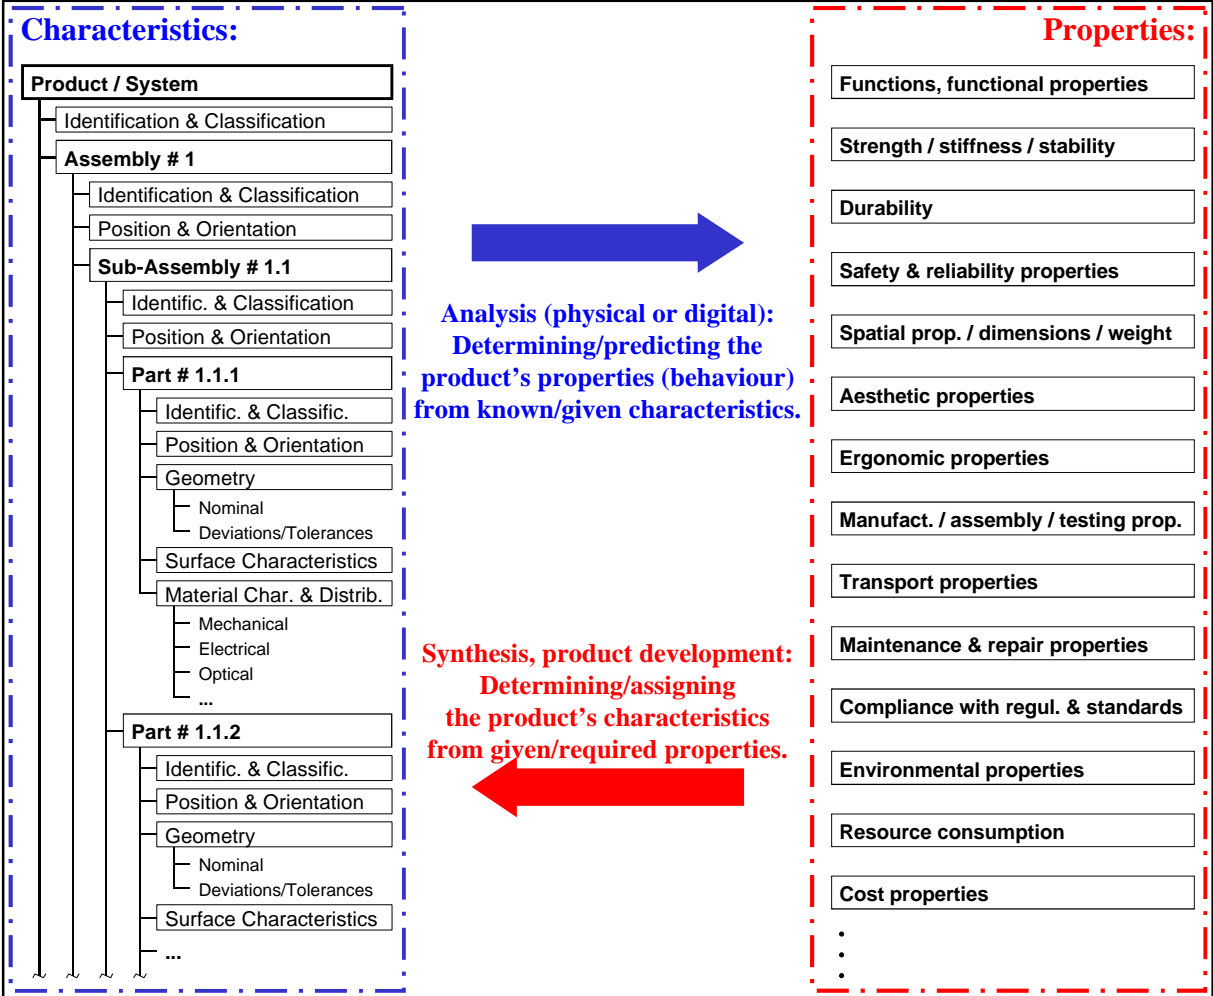 Characteristics:
Product / System
Identification & Classification
Assembly # 1
Identification & Classification
Position & Orientation
Sub-Assembly # 1.1
Identific. & Classification
Position & Orientation
Part # 1.1.1
Identific. & Classific.
Position & Orientation
Geometry
Nominal
Deviations/Tolerances
Surface Characteristics
Material Char. & Distrib.
Mechanical
Electrical
Optical
...
Part # 1.1.2
Identific. & Classific.
Position & Orientation
Geometry
Nominal
Deviations/Tolerances
Surface Characteristics
...
Analysis (physical or digital):
Determining/predicting the
product's properties (behaviour)
from known/given characteristics.
Synthesis, product development:
Determining/assigning
the product's characteristics
from given/required properties.
Properties:
Functions, functional properties
Strength / stiffness / stability
Durability
Safety & reliability properties
Spatial prop. / dimensions / weight
Aesthetic properties
Ergonomic properties
Manufact. / assembly / testing prop.
Transport properties
Maintenance & repair properties
Compliance with regul. & standards
Environmental properties
Resource consumption
Cost properties
•
•
•